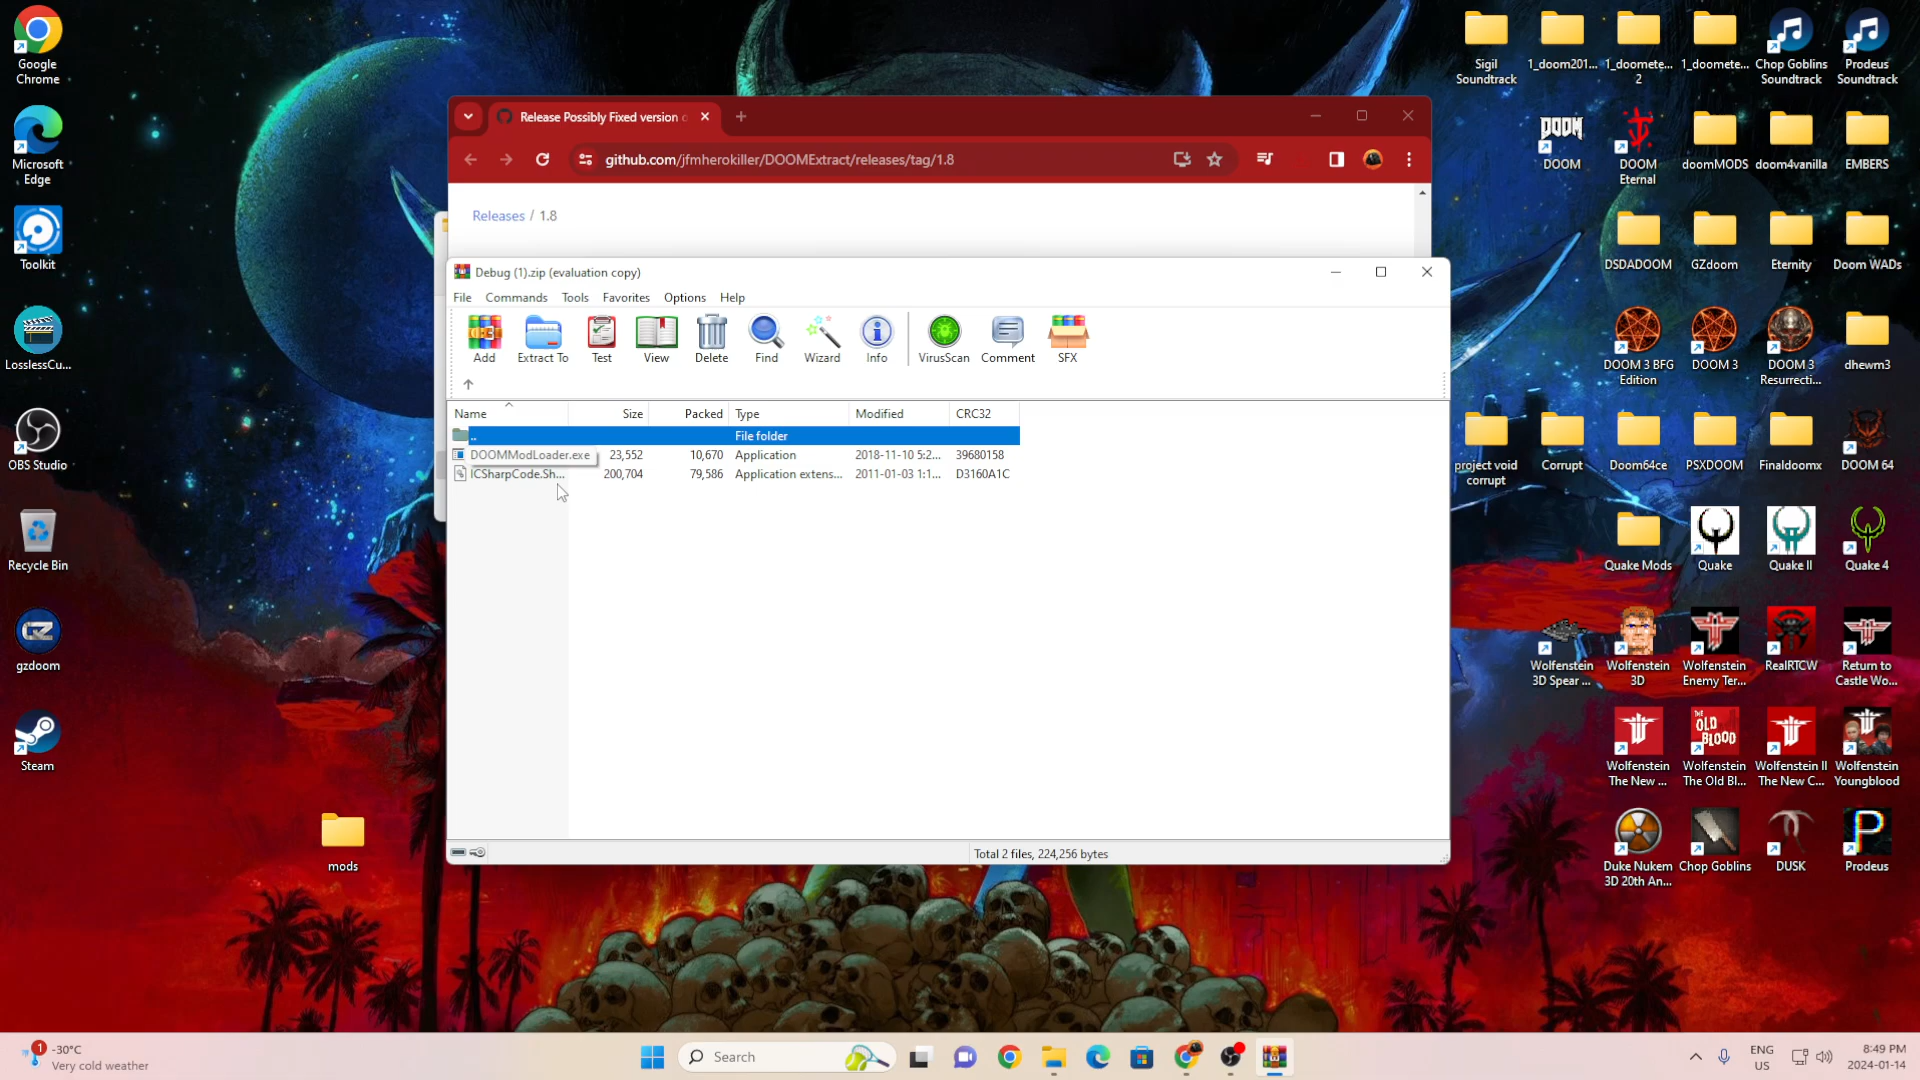 Google
Chrome
Microsoft
Edge
Toolkit
LosslessCu...
OBS Studio
Recycle Bin
gzdoom
Steam
mods
Release Possibly Fixed version o
github.com/jfmherokiller/DOOMExtract/releases/tag/1.8
Releases / 1.8
Debug (1).zip (evaluation copy)
File Commands Tools Favorites Options Help
Add Extract To Test View Delete Find Wizard Info VirusScan Comment SFX
Name Size Packed Type Modified CRC32
.. File folder
DOOMModLoader.exe 23,552 10,670 Application 2018-11-10 5:2... 39680158
ICSharpCode.Sh... 200,704 79,586 Application extens... 2011-01-03 1:1... D3160A1C
Total 2 files, 224,256 bytes
Sigil
Soundtrack
1_doom201...
1_doomete...
2
1_doomete...
Chop Goblins
Soundtrack
Prodeus
Soundtrack
DOOM
DOOM
DOOM
Eternal
doomMODS
doom4vanilla
EMBERS
DSDADOOM
GZdoom
Eternity
Doom WADs
DOOM 3 BFG
Edition
DOOM 3
DOOM 3
Resurrecti...
dhewm3
project void
corrupt
Corrupt
Doom64ce
PSXDOOM
Finaldoomx
DOOM 64
Quake Mods
Quake
Quake II
Quake 4
Wolfenstein
3D Spear ...
Wolfenstein
3D
Wolfenstein
Enemy Ter...
RealRTCW
Return to
Castle Wo...
Wolfenstein
The New ...
THE
OLD
BLOOD
Wolfenstein
The Old Bl...
Wolfenstein II
The New C...
Wolfenstein
Youngblood
Duke Nukem
3D 20th An...
Chop Goblins
DUSK
P
Prodeus
1
-30°C
Very cold weather
Search
ENG
US
8:49 PM
2024-01-14